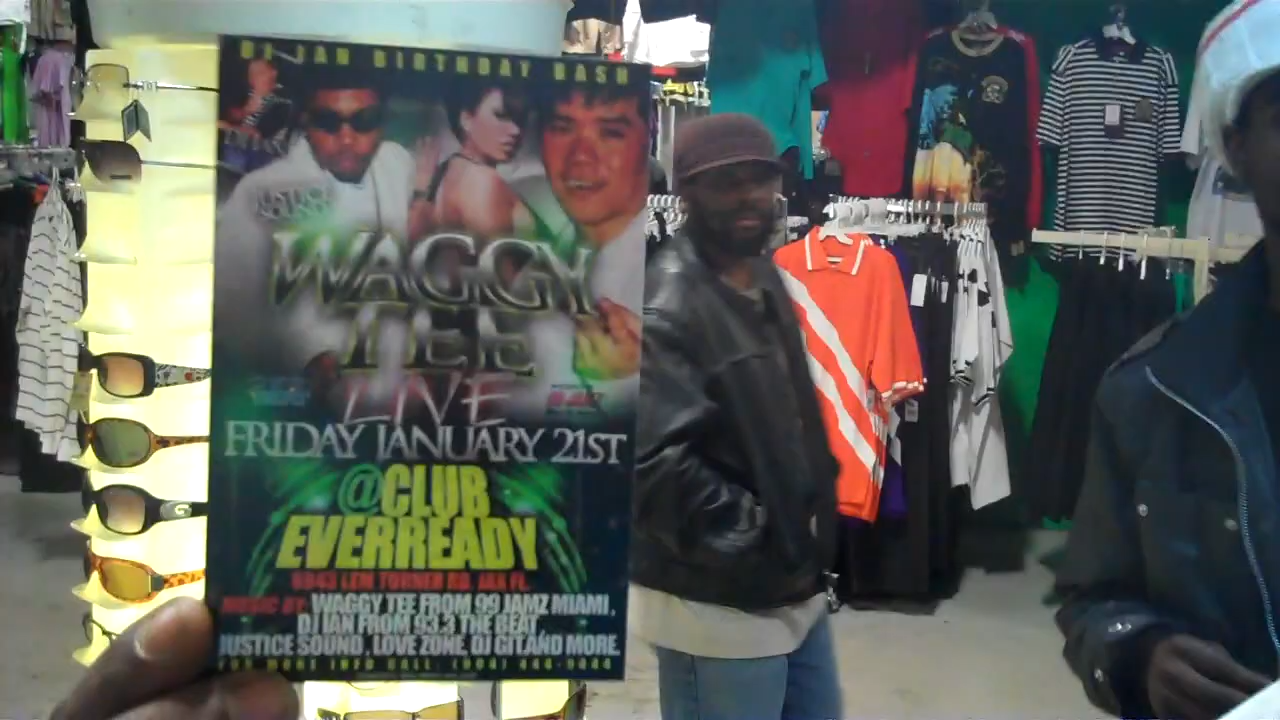 DJ IAN BIRTHDAY BASH
WAGGY
TEE
LIVE
FRIDAY JANUARY 21ST
@CLUB
EVERREADY
6943 LEM TURNER RD. JAX FL.
MUSIC BY: WAGGY TEE FROM 99 JAMZ MIAMI,
DJ IAN FROM 93.3 THE BEAT
JUSTICE SOUND, LOVE ZONE, DJ GIT.AND MORE.
FOR MORE INFO CALL: (904)